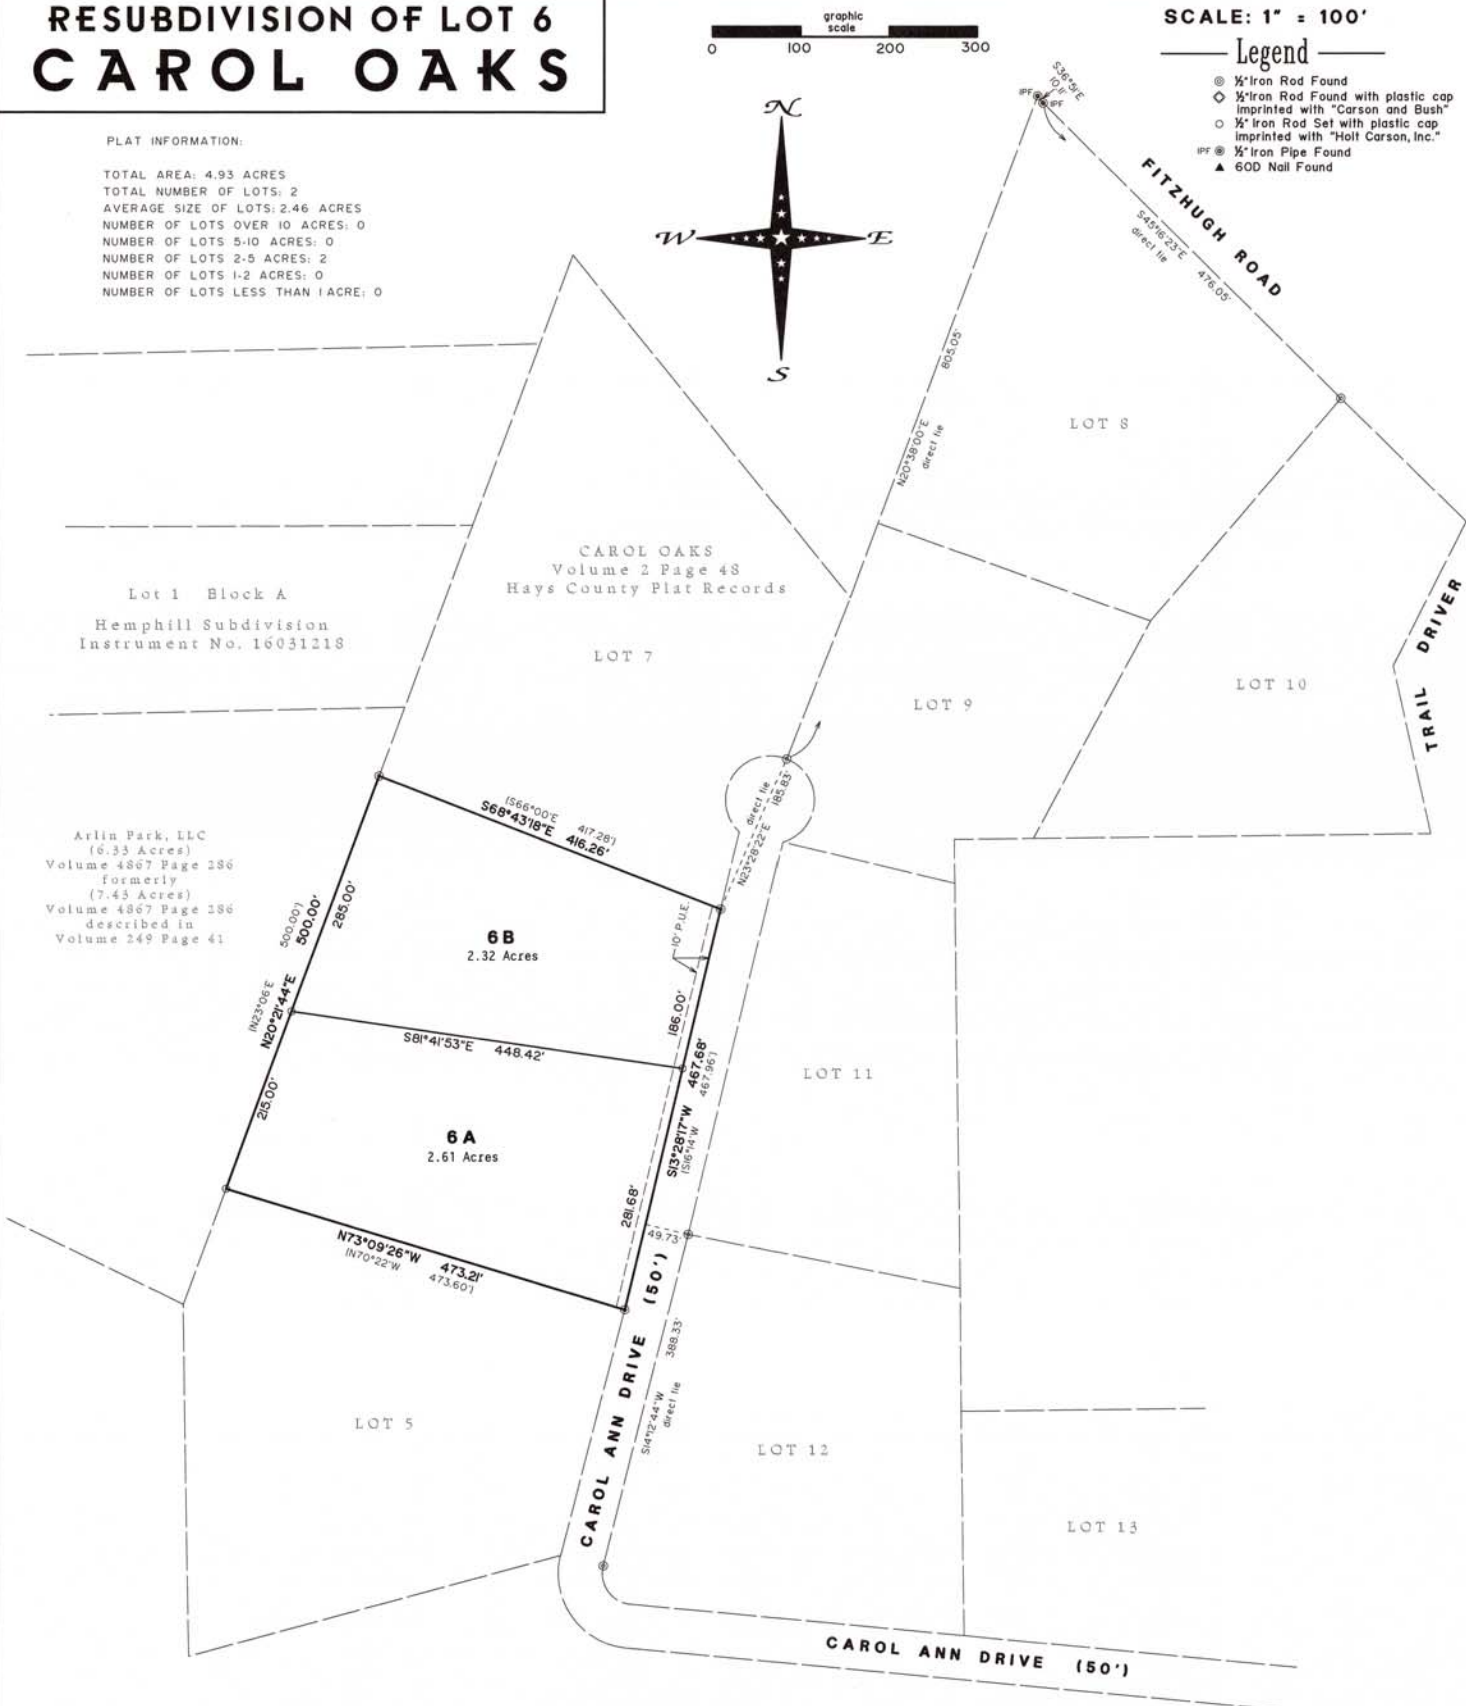 RESUBDIVISION OF LOT 6
CAROL OAKS
graphic
scale
0 100 200 300
SCALE: 1" = 100'
Legend
½" Iron Rod Found
½" Iron Rod Found with plastic cap
imprinted with "Carson and Bush"
½" Iron Rod Set with plastic cap
imprinted with "Holt Carson, Inc."
IPF ½" Iron Pipe Found
60D Nail Found
PLAT INFORMATION:
TOTAL AREA: 4.93 ACRES
TOTAL NUMBER OF LOTS: 2
AVERAGE SIZE OF LOTS: 2.46 ACRES
NUMBER OF LOTS OVER 10 ACRES: 0
NUMBER OF LOTS 5-10 ACRES: 0
NUMBER OF LOTS 2-5 ACRES: 2
NUMBER OF LOTS 1-2 ACRES: 0
NUMBER OF LOTS LESS THAN 1 ACRE: 0
N
W
E
S
S36°51'E
10.11'
IPF
IPF
FITZHUGH ROAD
S45°16'23"E 476.05'
direct tie
805.05'
N20°38'00"E
direct tie
LOT 8
CAROL OAKS
Volume 2 Page 48
Hays County Plat Records
LOT 7
Lot 1 Block A
Hemphill Subdivision
Instrument No. 16031218
TRAIL DRIVER
LOT 9
LOT 10
direct tie
N23°28'22"E 185.83'
(S66°00'E 417.28')
S68°43'18"E 416.26'
Arlin Park, LLC
(6.33 Acres)
Volume 4867 Page 286
formerly
(7.43 Acres)
Volume 4867 Page 286
described in
Volume 249 Page 41
(N23°06'E 500.00')
N20°21'44"E 500.00'
285.00'
10' P.U.E.
6 B
2.32 Acres
186.00'
S81°41'53"E 448.42'
215.00'
S13°28'17"W 467.68'
(S16°14'W 467.96')
LOT 11
6 A
2.61 Acres
281.68'
49.73'
N73°09'26"W 473.21'
(N70°22'W 473.60')
CAROL ANN DRIVE (50')
S14°12'44"W 388.33'
direct tie
LOT 5
LOT 12
LOT 13
CAROL ANN DRIVE (50')